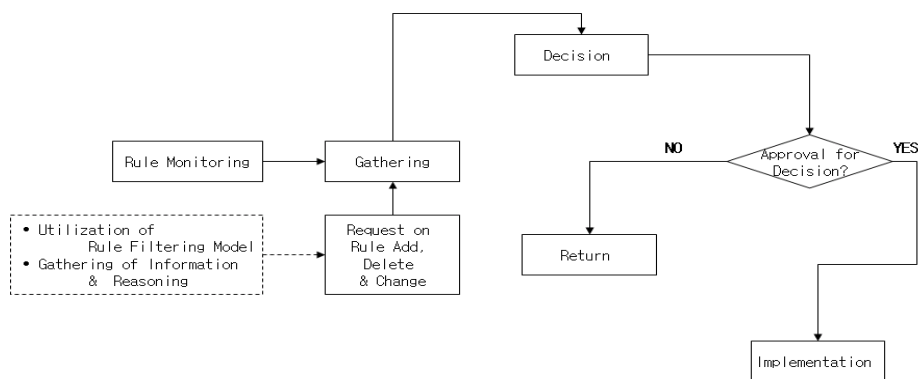 Decision
Rule Monitoring
Gathering
NO
Approval for
Decision?
YES
• Utilization of
Rule Filtering Model
• Gathering of Information
& Reasoning
Request on
Rule Add,
Delete
& Change
Return
Implementation